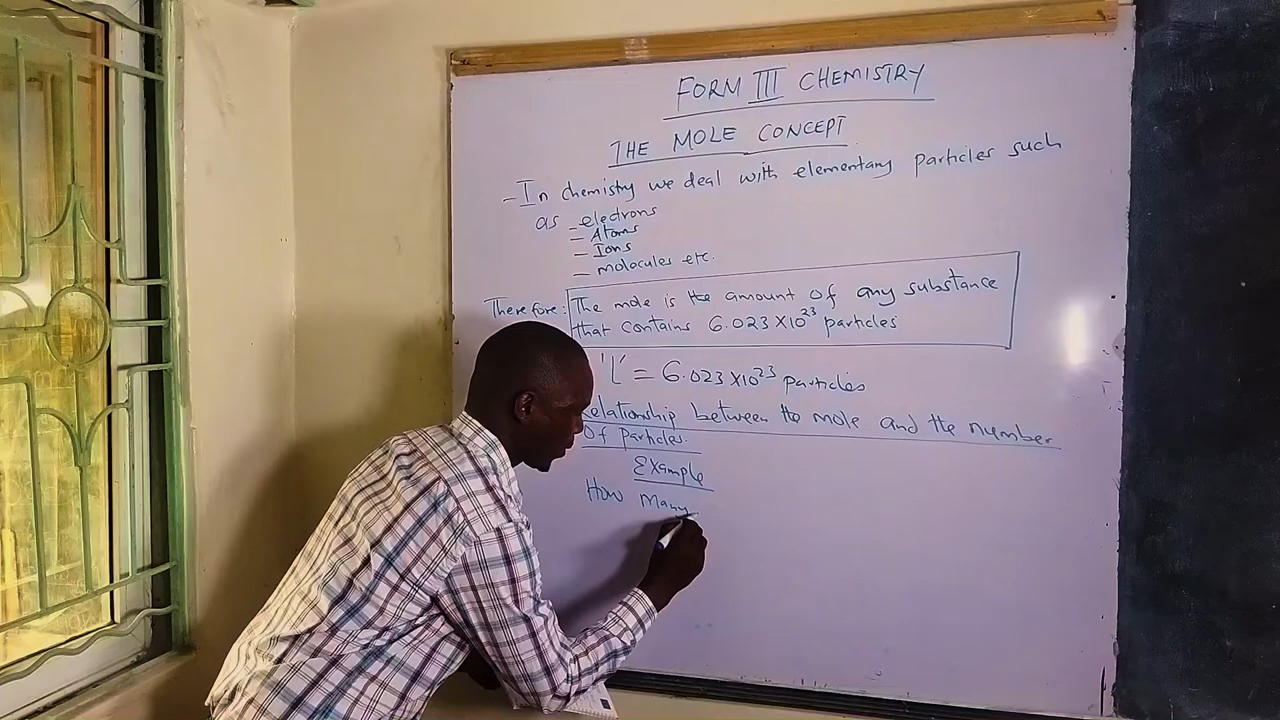 FORM III CHEMISTRY
THE MOLE CONCEPT
- In chemistry we deal with elementary particles such
as - electrons
- Atoms
- Ions
- molecules etc.
Therefore: The mole is the amount of any substance
that contains 6.023 X10²³ particles
'L' = 6.023 X10²³ particles
Relationship between the mole and the number
Of particles.
Example
How Many